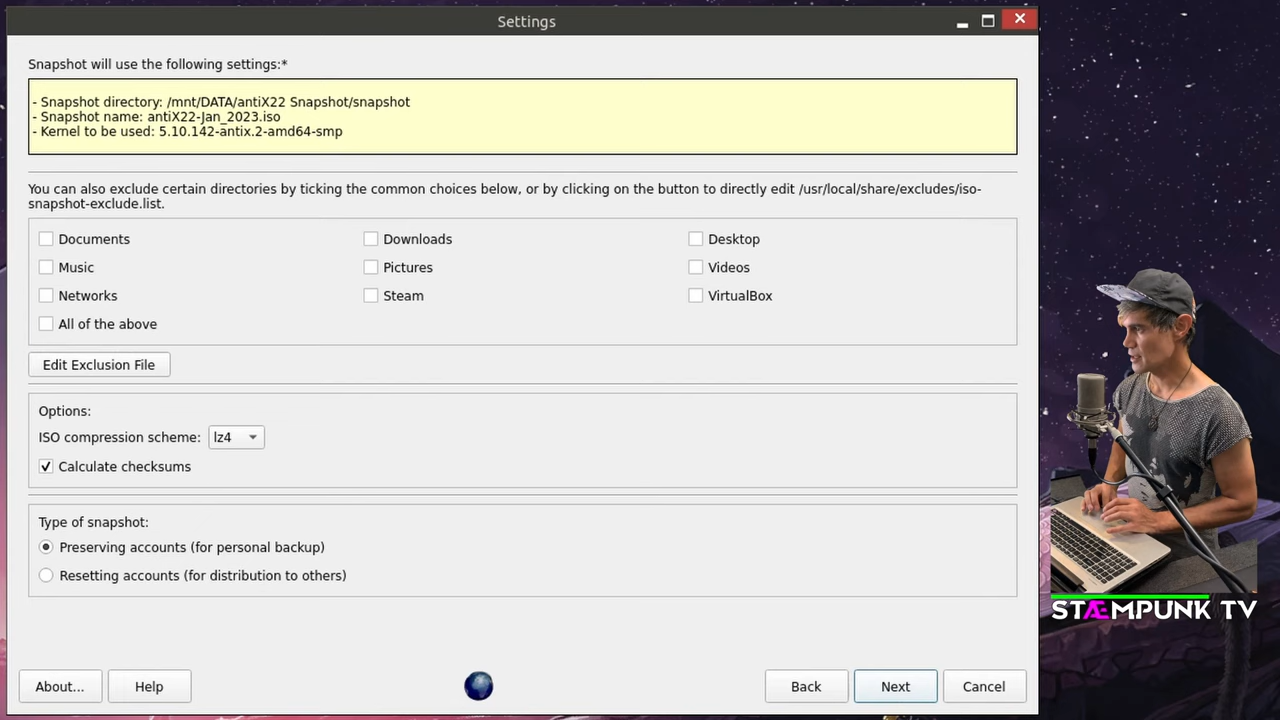 Settings
Snapshot will use the following settings:*
- Snapshot directory: /mnt/DATA/antiX22 Snapshot/snapshot
- Snapshot name: antiX22-Jan_2023.iso
- Kernel to be used: 5.10.142-antix.2-amd64-smp
You can also exclude certain directories by ticking the common choices below, or by clicking on the button to directly edit /usr/local/share/excludes/iso-
snapshot-exclude.list.
Documents Downloads Desktop
Music Pictures Videos
Networks Steam VirtualBox
All of the above
Edit Exclusion File
Options:
ISO compression scheme: lz4
Calculate checksums
Type of snapshot:
Preserving accounts (for personal backup)
Resetting accounts (for distribution to others)
STÆMPUNK TV
About... Help Back Next Cancel